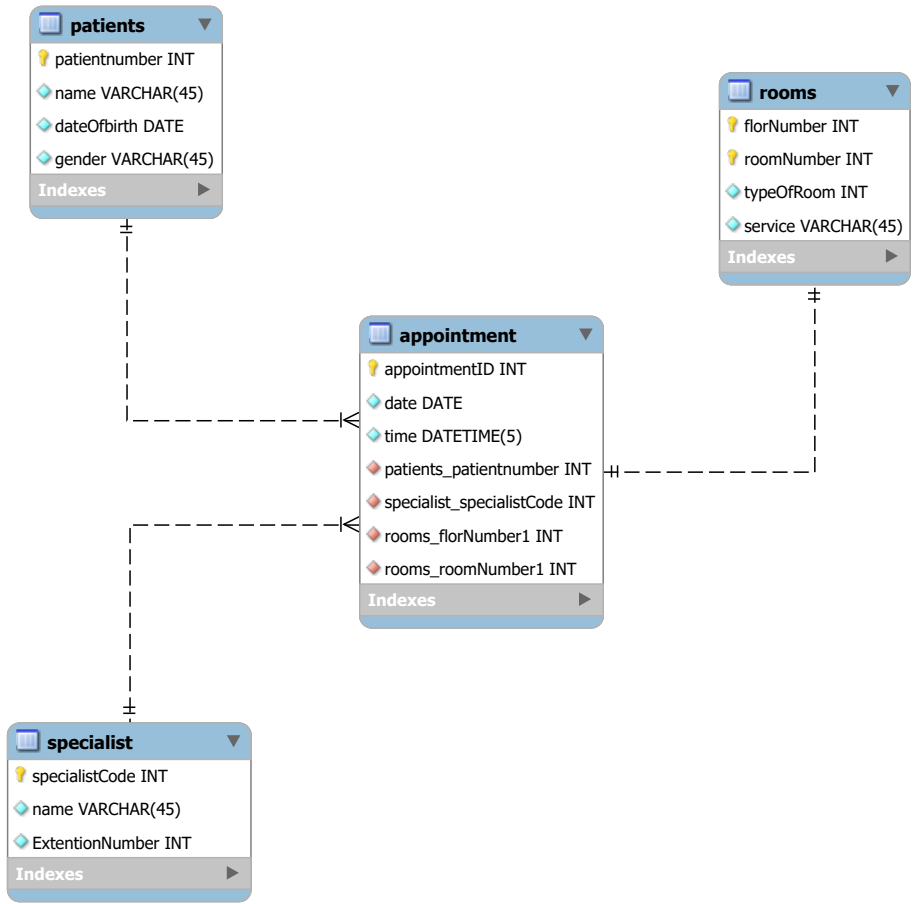 patients
patientnumber INT
name VARCHAR(45)
dateOfbirth DATE
gender VARCHAR(45)
Indexes
rooms
florNumber INT
roomNumber INT
typeOfRoom INT
service VARCHAR(45)
Indexes
appointment
appointmentID INT
date DATE
time DATETIME(5)
patients_patientnumber INT
specialist_specialistCode INT
rooms_florNumber1 INT
rooms_roomNumber1 INT
Indexes
specialist
specialistCode INT
name VARCHAR(45)
ExtentionNumber INT
Indexes